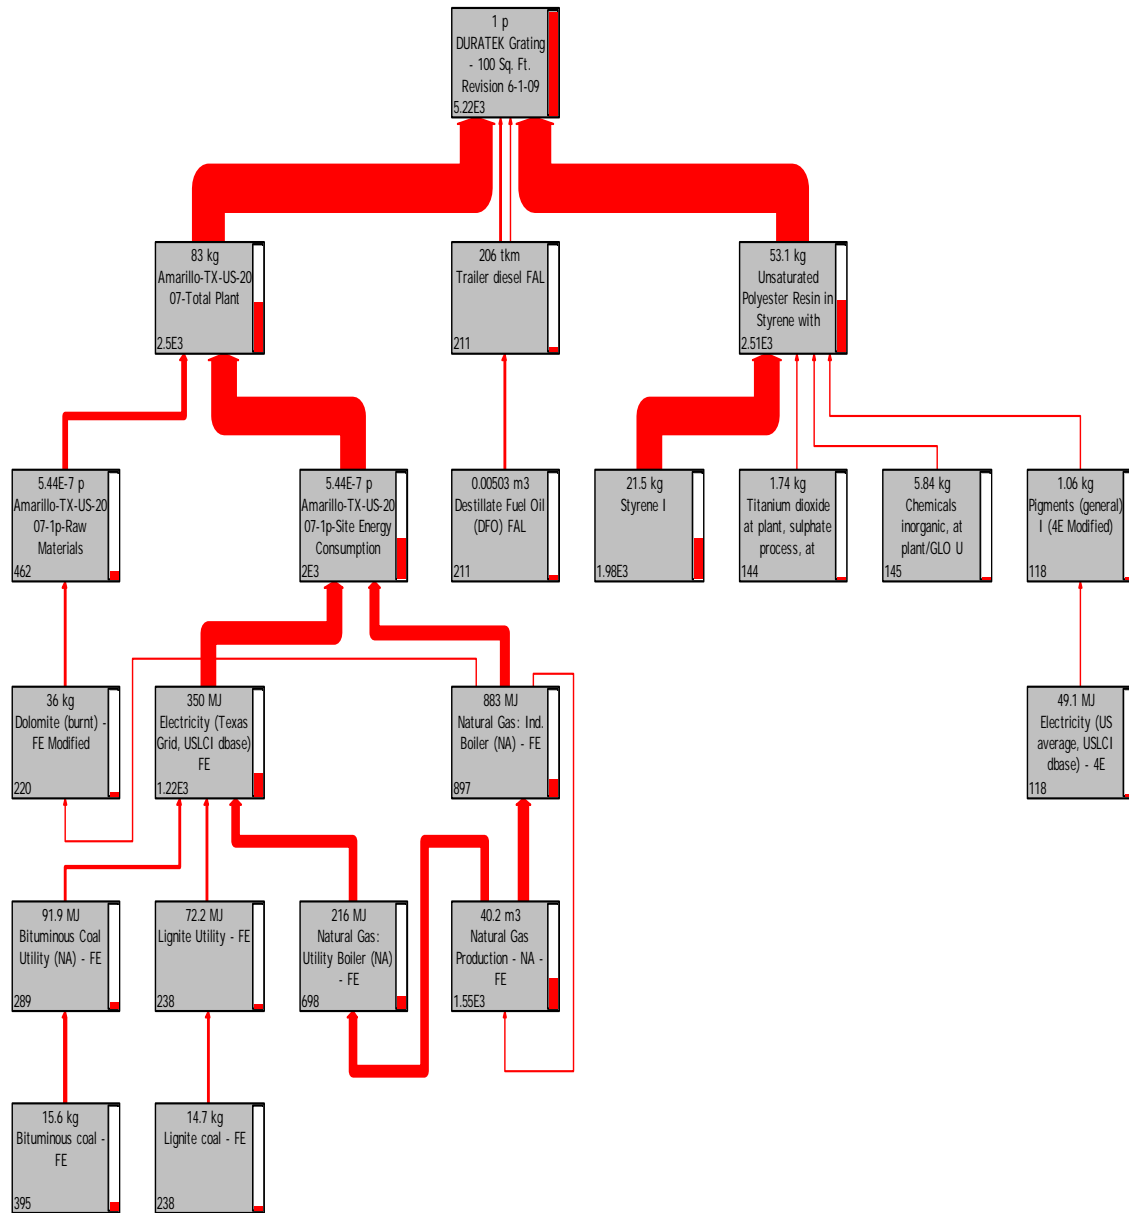 1 p
DURATEK Grating
- 100 Sq. Ft.
Revision 6-1-09
5.22E3
83 kg
Amarillo-TX-US-20
07-Total Plant
2.5E3
206 tkm
Trailer diesel FAL
211
53.1 kg
Unsaturated
Polyester Resin in
Styrene with
2.51E3
5.44E-7 p
Amarillo-TX-US-20
07-1p-Raw
Materials
462
5.44E-7 p
Amarillo-TX-US-20
07-1p-Site Energy
Consumption
2E3
0.00503 m3
Destillate Fuel Oil
(DFO) FAL
211
21.5 kg
Styrene I
1.98E3
1.74 kg
Titanium dioxide
at plant, sulphate
process, at
144
5.84 kg
Chemicals
inorganic, at
plant/GLO U
145
1.06 kg
Pigments (general)
I (4E Modified)
118
36 kg
Dolomite (burnt) -
FE Modified
220
350 MJ
Electricity (Texas
Grid, USLCI dbase)
FE
1.22E3
883 MJ
Natural Gas: Ind.
Boiler (NA) - FE
897
49.1 MJ
Electricity (US
average, USLCI
dbase) - 4E
118
91.9 MJ
Bituminous Coal
Utility (NA) - FE
289
72.2 MJ
Lignite Utility - FE
238
216 MJ
Natural Gas:
Utility Boiler (NA)
- FE
698
40.2 m3
Natural Gas
Production - NA -
FE
1.55E3
15.6 kg
Bituminous coal -
FE
395
14.7 kg
Lignite coal - FE
238